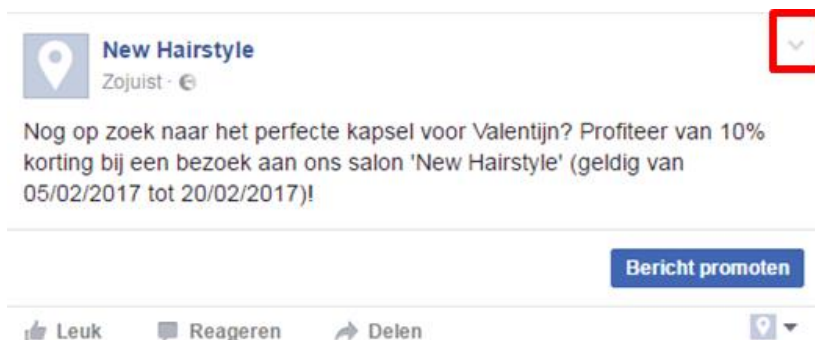 New Hairstyle
Zojuist ·
Nog op zoek naar het perfecte kapsel voor Valentijn? Profiteer van 10%
korting bij een bezoek aan ons salon 'New Hairstyle' (geldig van
05/02/2017 tot 20/02/2017)!
Bericht promoten
Leuk Reageren Delen